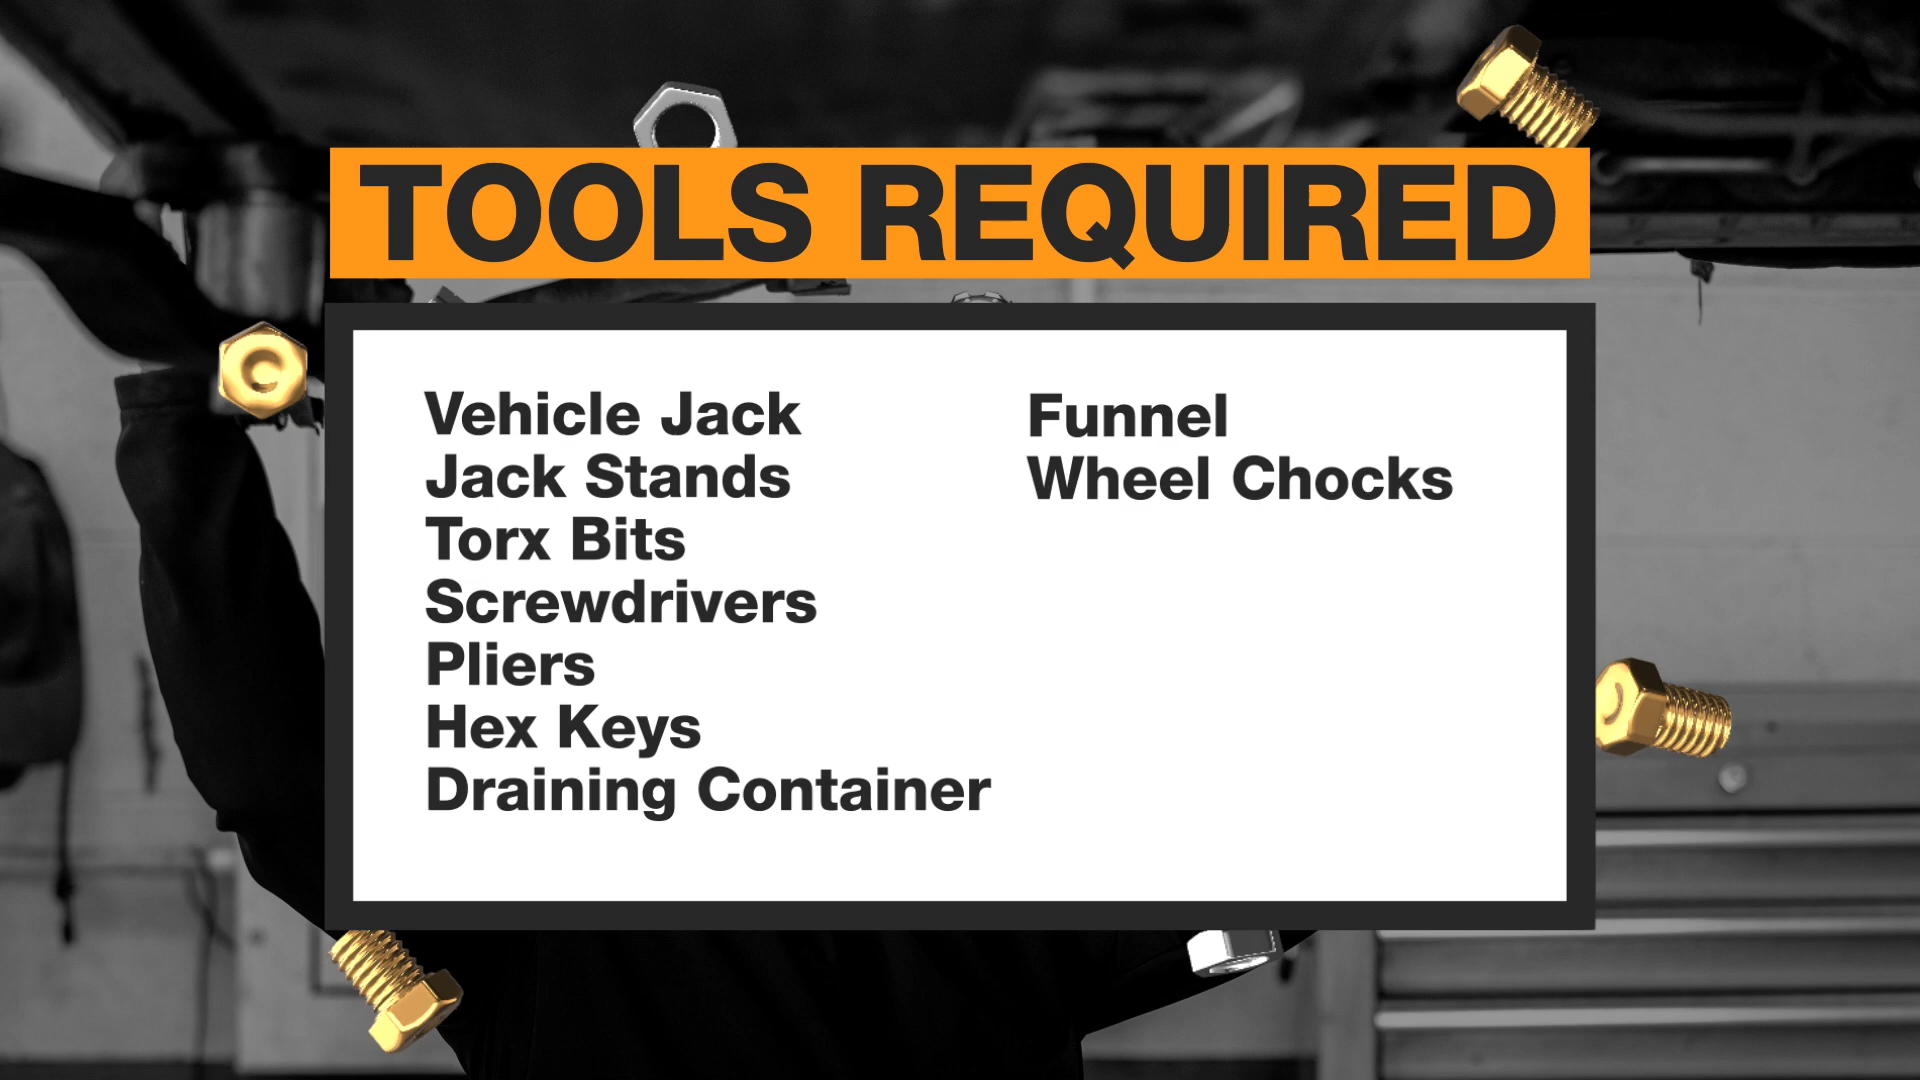 TOOLS REQUIRED
Vehicle Jack
Jack Stands
Torx Bits
Screwdrivers
Pliers
Hex Keys
Draining Container
Funnel
Wheel Chocks